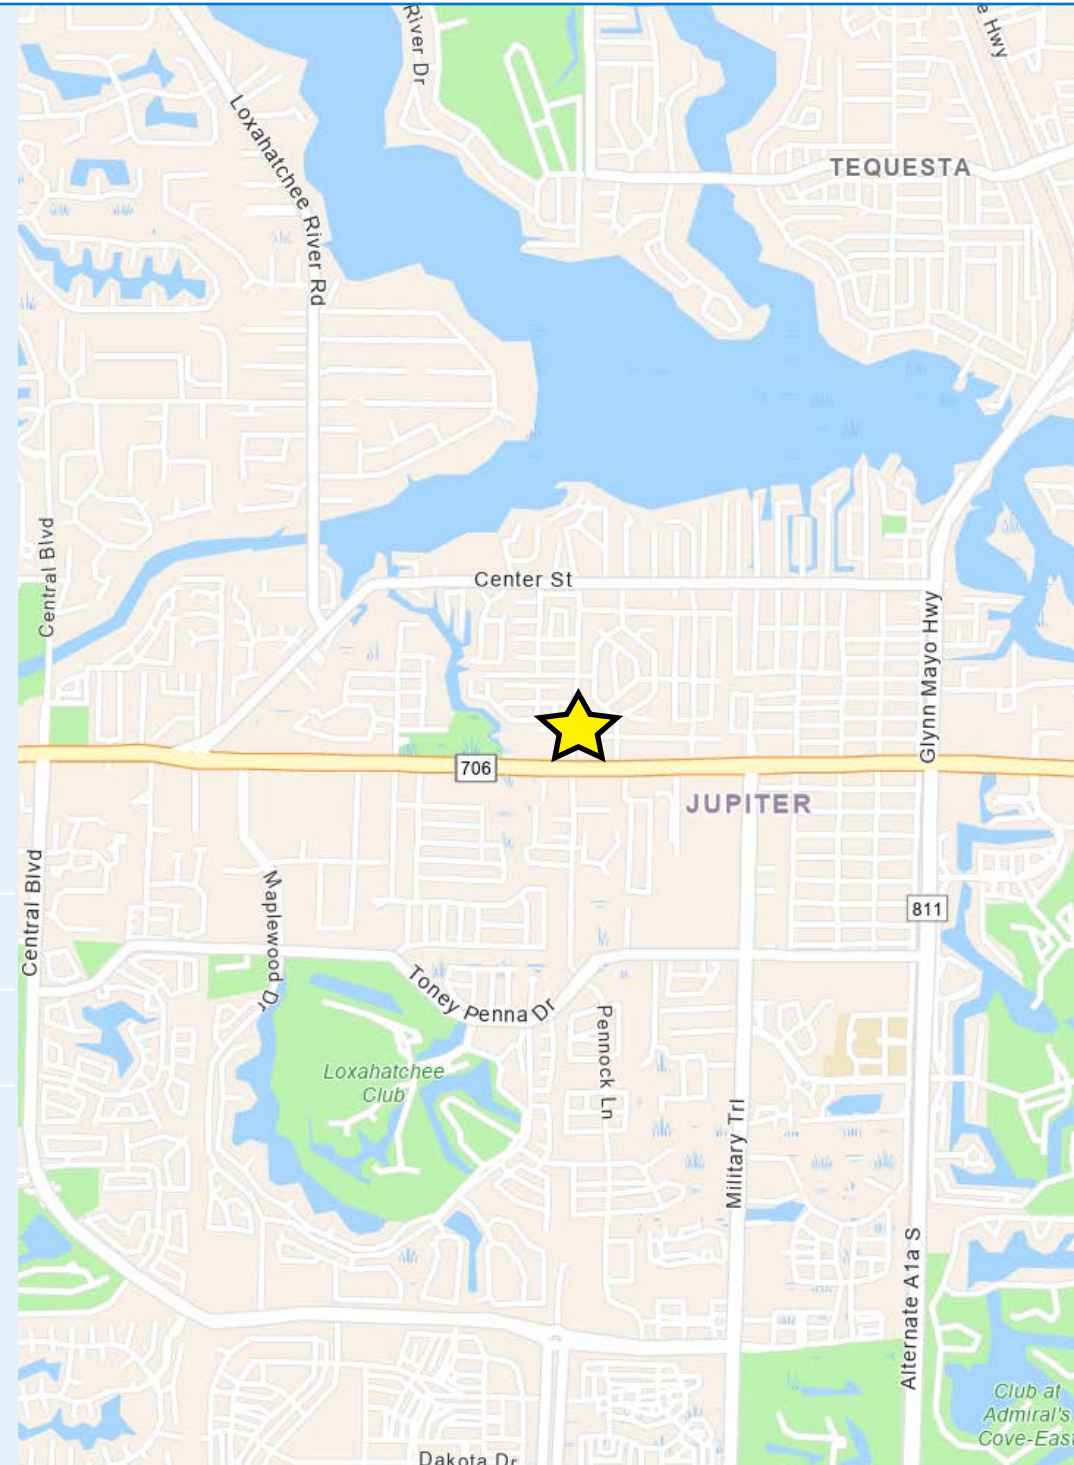 River Dr
e Hwy
Loxahatchee River Rd
TEQUESTA
Central Blvd
Center St
Glynn Mayo Hwy
706
JUPITER
Central Blvd
Maplewood Dr
811
Toney Penna Dr
Pennock Ln
Loxahatchee
Club
Military Trl
Alternate A1a S
Club at
Admiral's
Cove-East
Dakota Dr